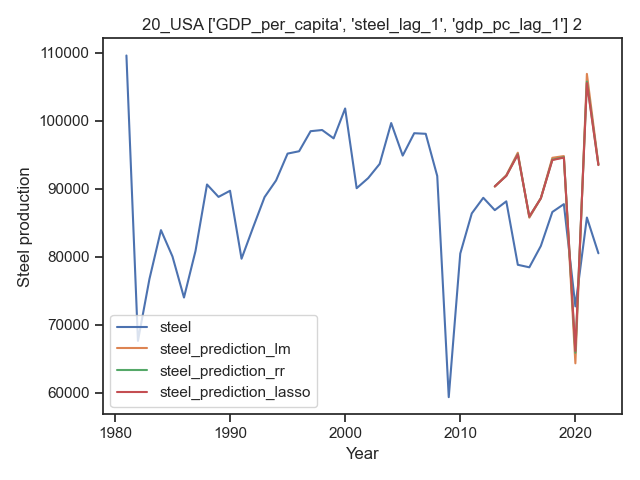 20_USA ['GDP_per_capita', 'steel_lag_1', 'gdp_pc_lag_1'] 2
110000
100000
90000
80000
70000
60000
Steel production
steel
steel_prediction_lm
steel_prediction_rr
steel_prediction_lasso
1980 1990 2000 2010 2020
Year